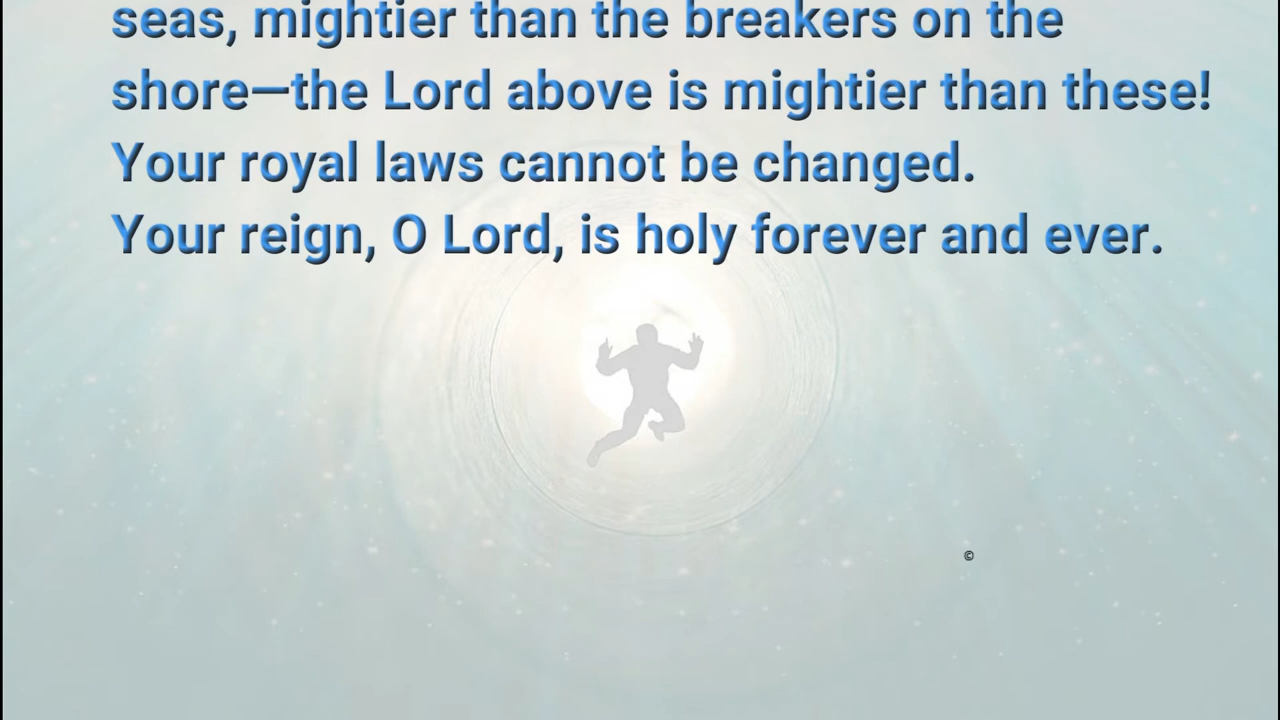 seas, mightier than the breakers on the
shore—the Lord above is mightier than these!
Your royal laws cannot be changed.
Your reign, O Lord, is holy forever and ever.
©